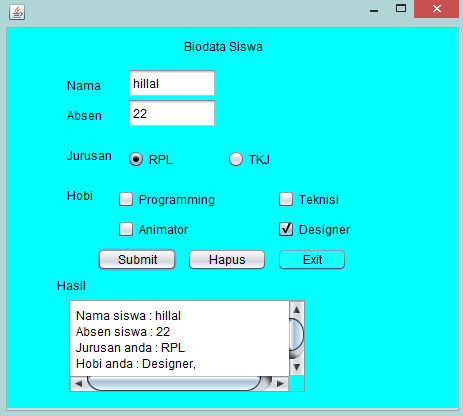 Biodata Siswa
Nama hillal
Absen 22
Jurusan RPL TKJ
Hobi Programming Teknisi
Animator Designer
Submit Hapus Exit
Hasil
Nama siswa : hillal
Absen siswa : 22
Jurusan anda : RPL
Hobi anda : Designer,